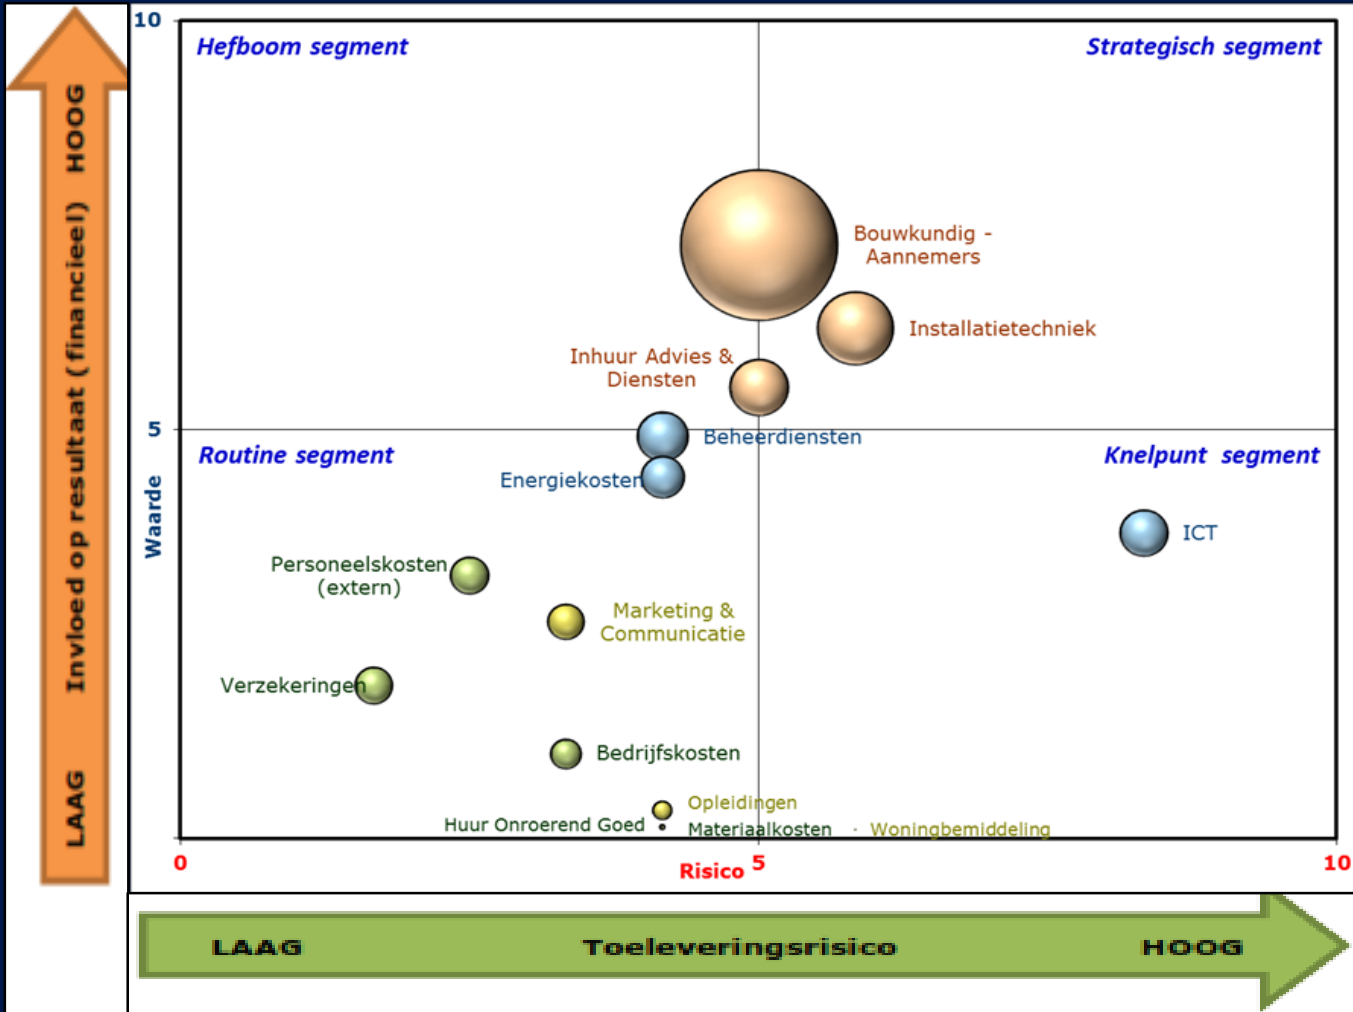 HOOG
Invloed op resultaat (financieel)
LAAG
10
Hefboom segment
Strategisch segment
Bouwkundig -
Aannemers
Installatietechniek
Inhuur Advies &
Diensten
5
Beheerdiensten
Routine segment
Knelpunt segment
Energiekosten
Waarde
ICT
Personeelskosten
(extern)
Marketing &
Communicatie
Verzekeringen
Bedrijfskosten
Opleidingen
Huur Onroerend Goed
Materiaalkosten
Woningbemiddeling
0
Risico
5
10
LAAG
Toeleveringsrisico
HOOG